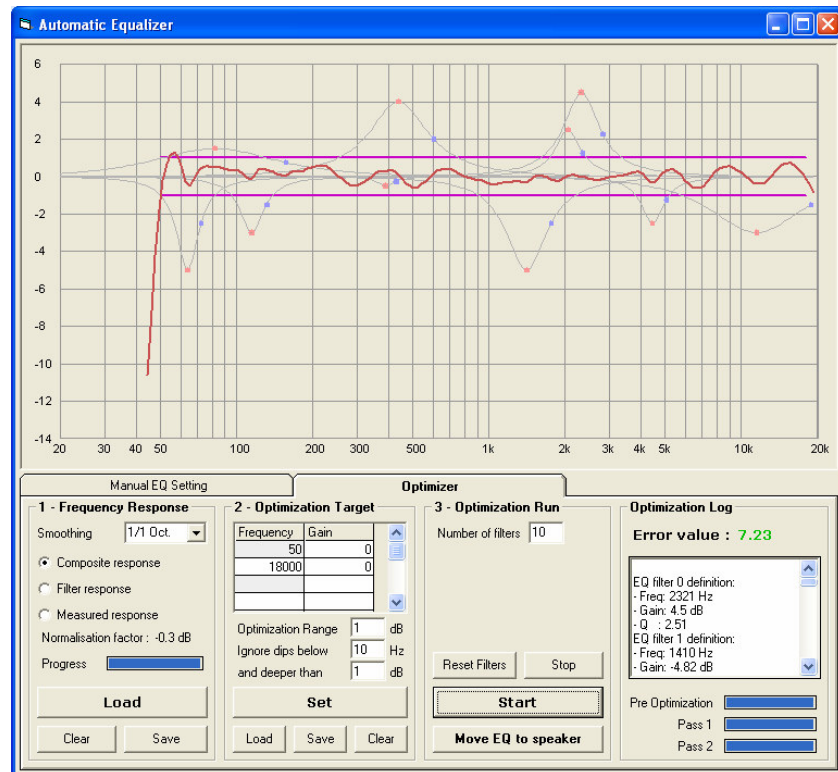 Automatic Equalizer
6
4
2
0
-2
-4
-6
-8
-10
-12
-14
20 30 40 50 100 200 300 400 500 1k 2k 3k 4k 5k 10k 20k
Manual EQ Setting
Optimizer
1 - Frequency Response
Smoothing 1/1 Oct.
Composite response
Filter response
Measured response
Normalisation factor : -0.3 dB
Progress
Load
Clear Save
2 - Optimization Target
Frequency Gain
50 0
18000 0
Optimization Range 1 dB
Ignore dips below 10 Hz
and deeper than 1 dB
Set
Load Save Clear
3 - Optimization Run
Number of filters 10
Reset Filters Stop
Start
Move EQ to speaker
Optimization Log
Error value : 7.23
EQ filter 0 definition:
- Freq: 2321 Hz
- Gain: 4.5 dB
- Q : 2.51
EQ filter 1 definition:
- Freq: 1410 Hz
- Gain: -4.82 dB
Pre Optimization
Pass 1
Pass 2